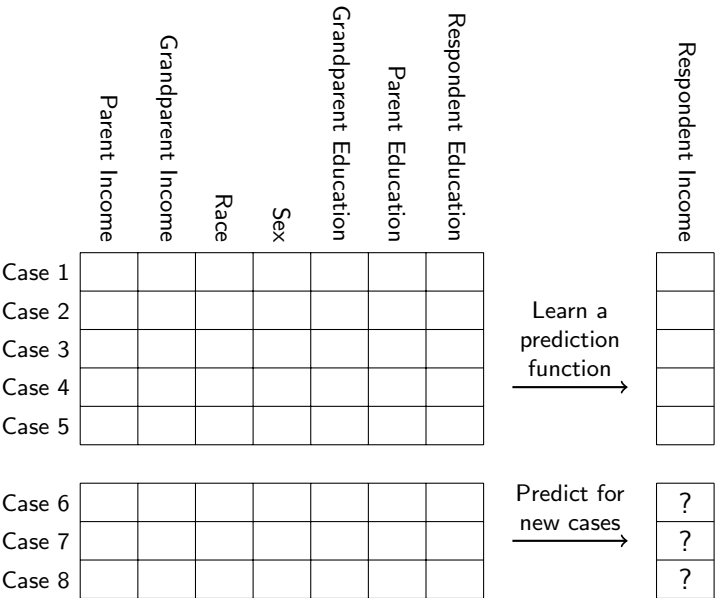 Parent Income
Grandparent Income
Race
Sex
Grandparent Education
Parent Education
Respondent Education
Respondent Income
Case 1
Case 2
Case 3
Case 4
Case 5
Learn a
prediction
function
Case 6
Case 7
Case 8
Predict for
new cases
?
?
?